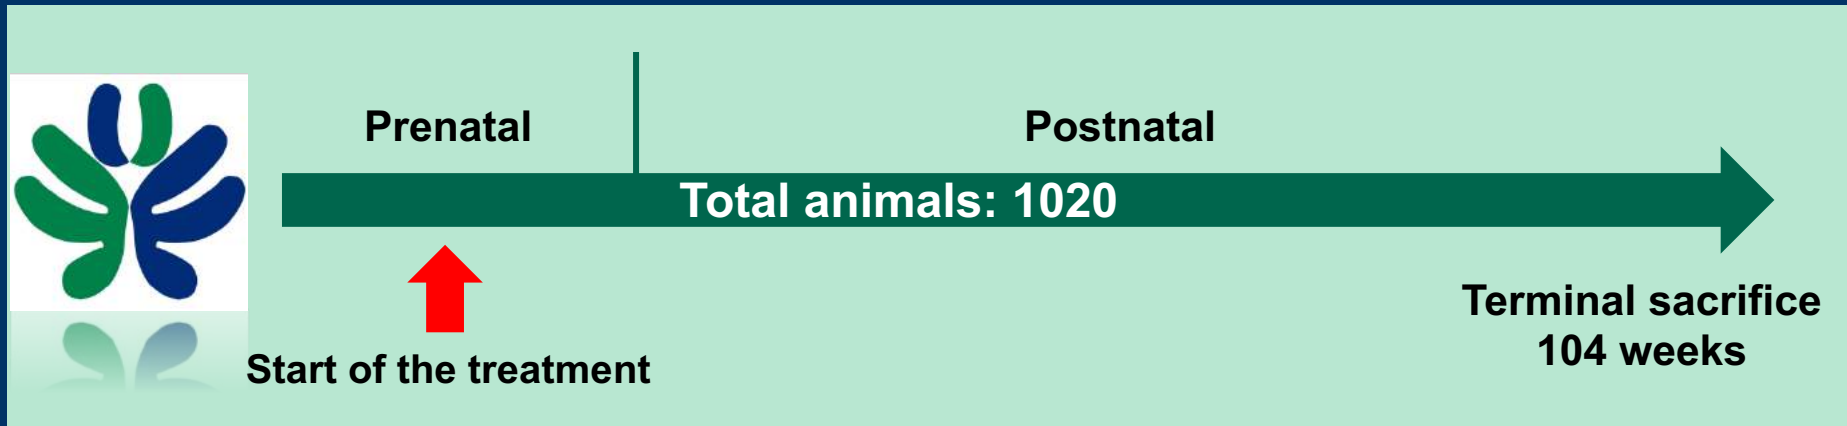 Prenatal
Postnatal
Total animals: 1020
Start of the treatment
Terminal sacrifice
104 weeks